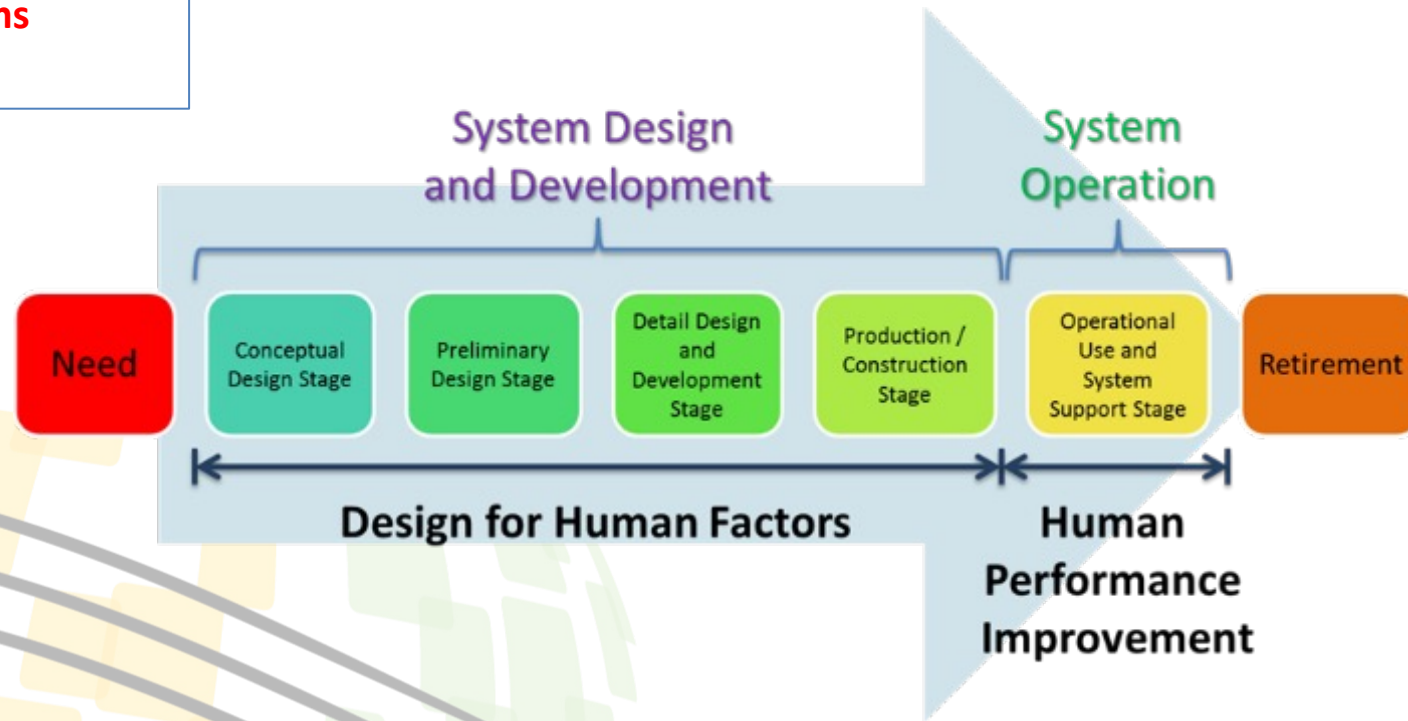 ns
System Design
and Development
System
Operation
Need
Conceptual
Design Stage
Preliminary
Design Stage
Detail Design
and
Development
Stage
Production /
Construction
Stage
Operational
Use and
System
Support Stage
Retirement
Design for Human Factors
Human
Performance
Improvement